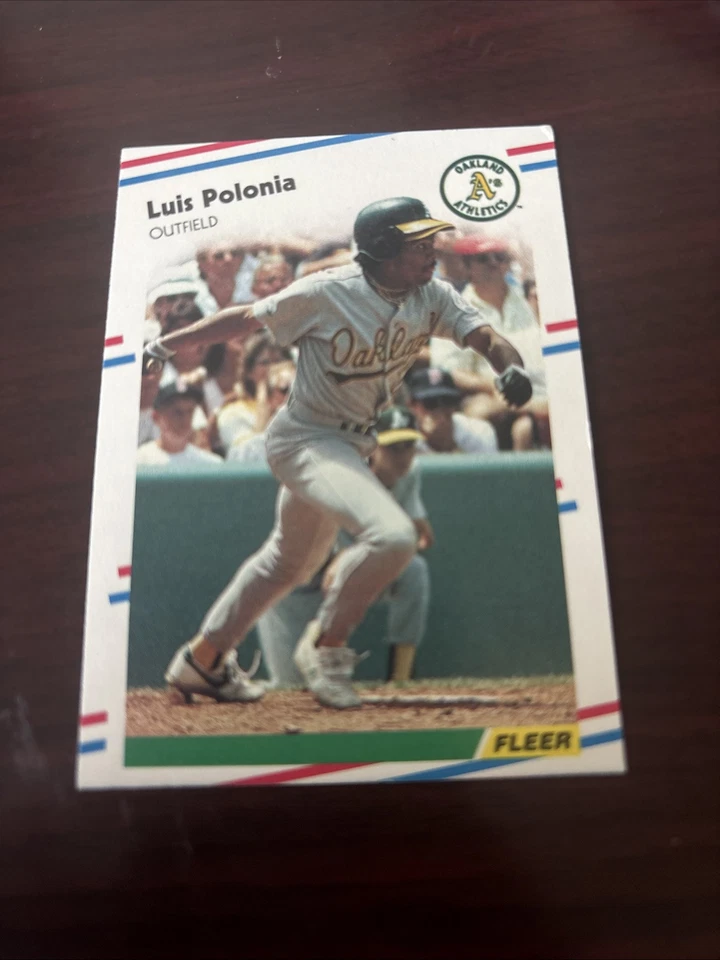 Luis Polonia
OUTFIELD
OAKLAND
A's
ATHLETICS
Oakland
FLEER